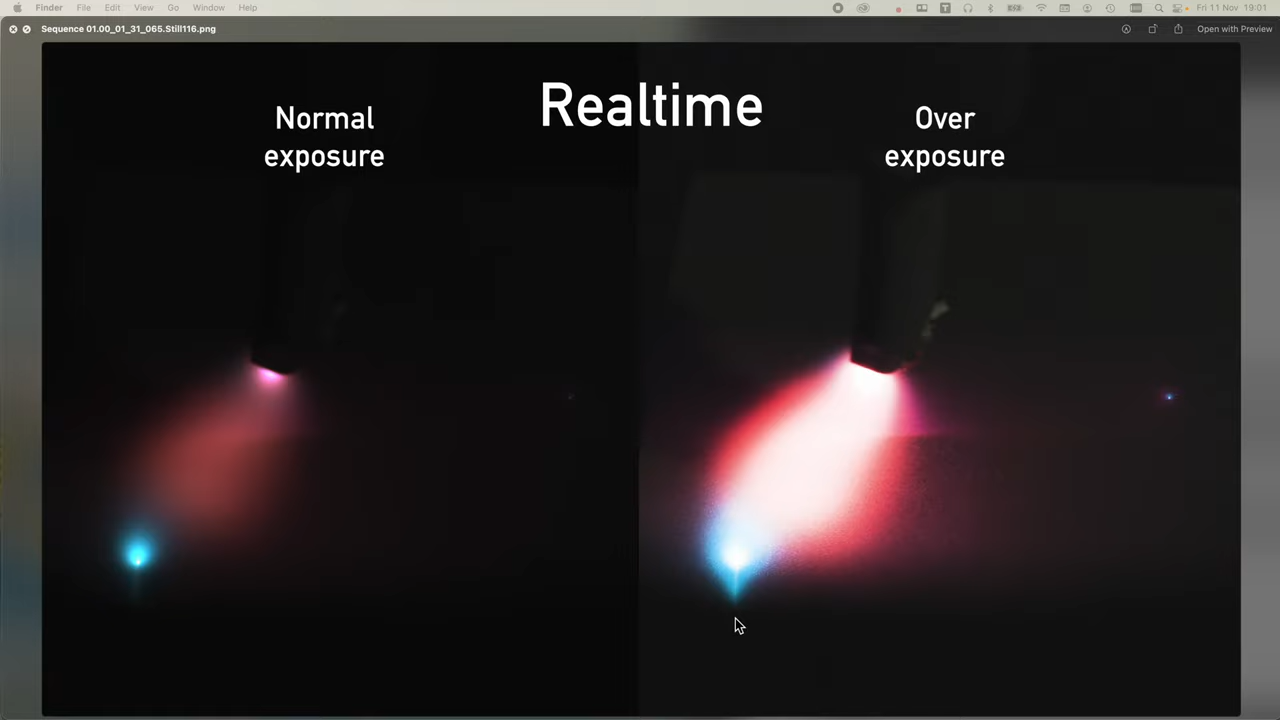 Finder File Edit View Go Window Help
Fri 11 Nov 19:01
Sequence 01.00_01_31_065.Still116.png
Open with Preview
Realtime
Normal
exposure
Over
exposure